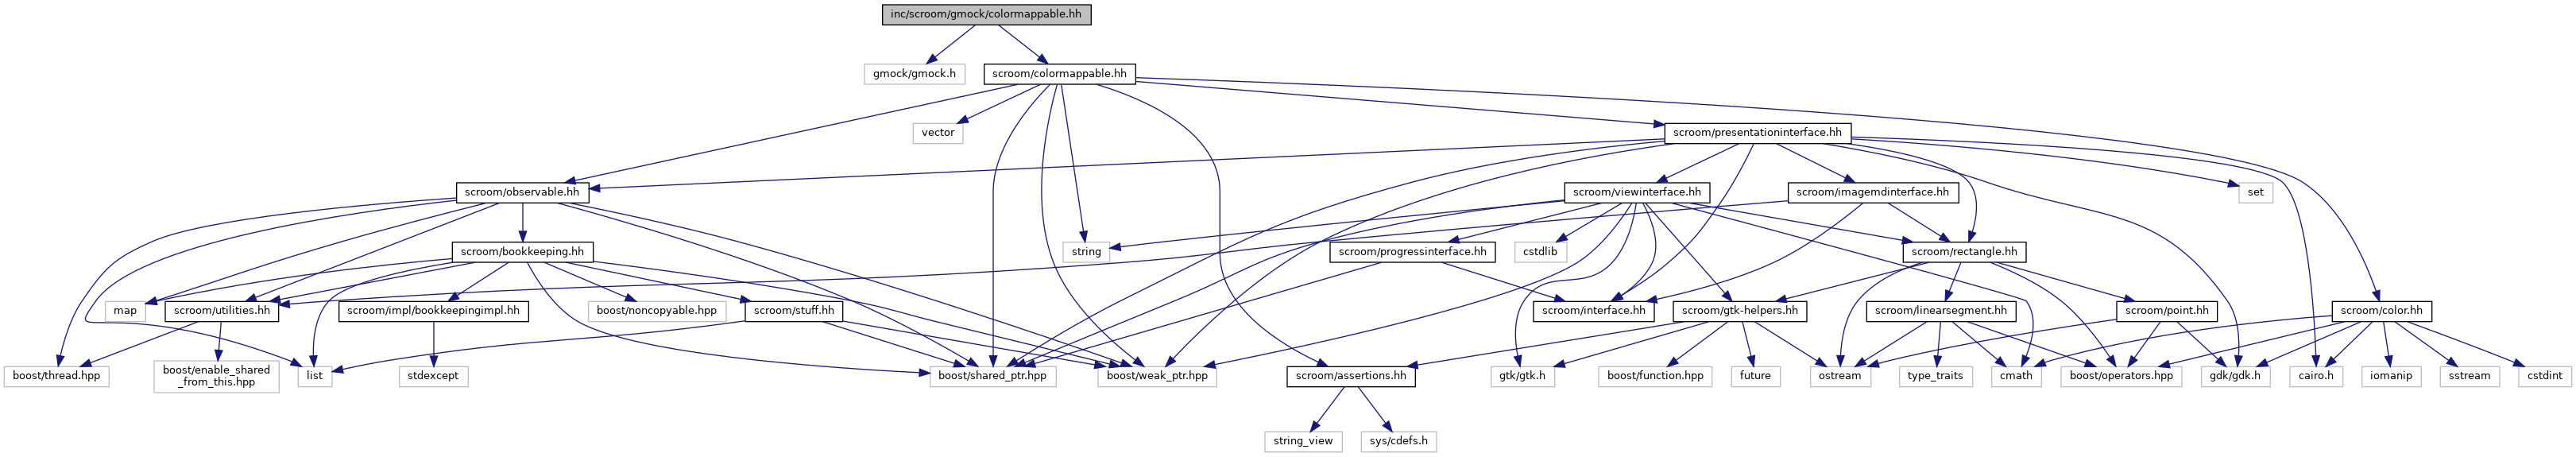 inc/scroom/gmock/colormappable.hh
gmock/gmock.h
scroom/colormappable.hh
vector
scroom/presentationinterface.hh
scroom/observable.hh
scroom/viewinterface.hh
scroom/imagemdinterface.hh
set
scroom/bookkeeping.hh
string
scroom/progressinterface.hh
cstdlib
scroom/rectangle.hh
map
scroom/utilities.hh
scroom/impl/bookkeepingimpl.hh
boost/noncopyable.hpp
scroom/stuff.hh
scroom/interface.hh
scroom/gtk-helpers.hh
scroom/linearsegment.hh
scroom/point.hh
scroom/color.hh
boost/thread.hpp
boost/enable_shared
_from_this.hpp
list
stdexcept
boost/shared_ptr.hpp
boost/weak_ptr.hpp
scroom/assertions.hh
gtk/gtk.h
boost/function.hpp
future
ostream
type_traits
cmath
boost/operators.hpp
gdk/gdk.h
cairo.h
iomanip
sstream
cstdint
string_view
sys/cdefs.h